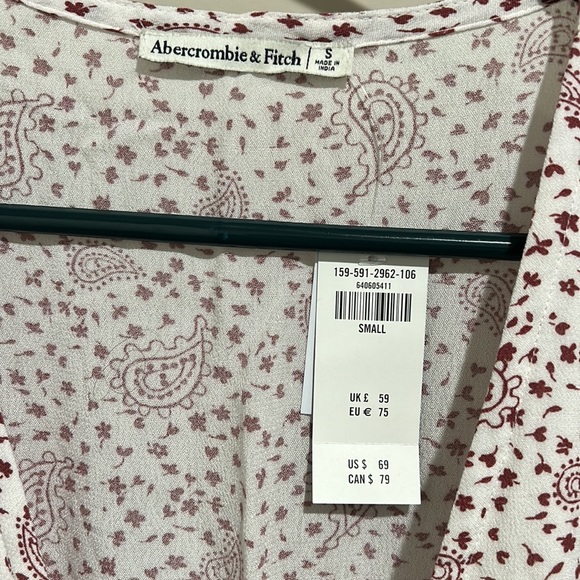 Abercrombie & Fitch
S
MADE IN
INDIA
159-591-2962-106
640605411
SMALL
UK £ 59
EU € 75
US $ 69
CAN $ 79